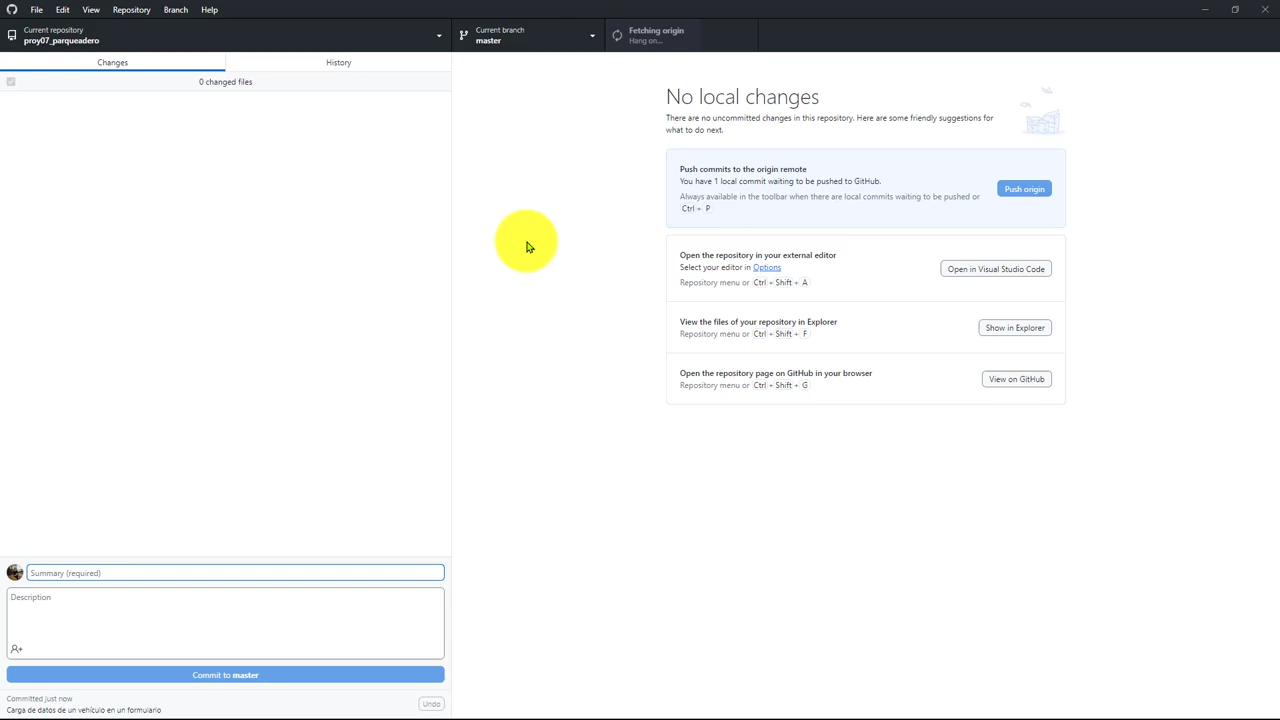 File Edit View Repository Branch Help
Current repository
proy07_parqueadero
Current branch
master
Fetching origin
Hang on...
Changes
History
0 changed files
No local changes
There are no uncommitted changes in this repository. Here are some friendly suggestions for
what to do next.
Push commits to the origin remote
You have 1 local commit waiting to be pushed to GitHub.
Always available in the toolbar when there are local commits waiting to be pushed or
Ctrl + P
Push origin
Open the repository in your external editor
Select your editor in Options
Repository menu or Ctrl + Shift + A
Open in Visual Studio Code
View the files of your repository in Explorer
Repository menu or Ctrl + Shift + F
Show in Explorer
Open the repository page on GitHub in your browser
Repository menu or Ctrl + Shift + G
View on GitHub
Summary (required)
Description
Commit to master
Committed just now
Carga de datos de un vehículo en un formulario
Undo